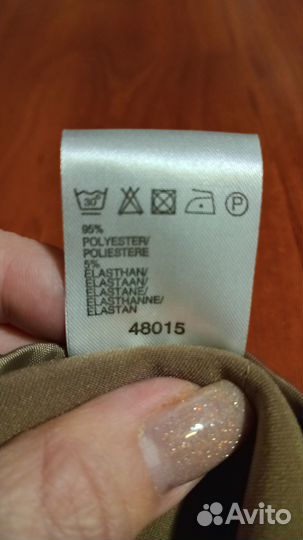 30°
P
95%
POLYESTER/
POLIESTERE
5%
ELASTHAN/
ELASTAAN/
ELASTANE/
ELASTHANNE/
ELASTAN
48015
Avito